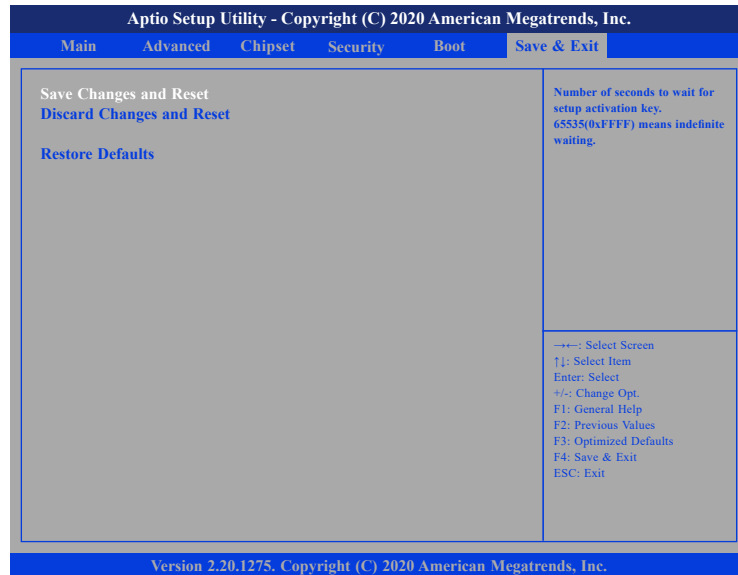 Aptio Setup Utility - Copyright (C) 2020 American Megatrends, Inc.
Main Advanced Chipset Security Boot Save & Exit
Save Changes and Reset
Discard Changes and Reset
Restore Defaults
Number of seconds to wait for
setup activation key.
65535(0xFFFF) means indefinite
waiting.
→←: Select Screen
↑↓: Select Item
Enter: Select
+/-: Change Opt.
F1: General Help
F2: Previous Values
F3: Optimized Defaults
F4: Save & Exit
ESC: Exit
Version 2.20.1275. Copyright (C) 2020 American Megatrends, Inc.